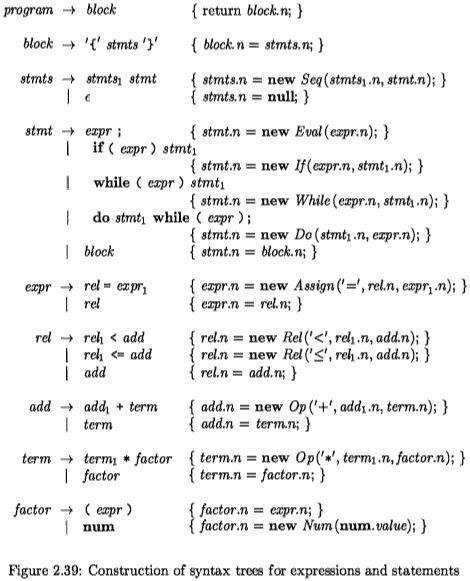 program → block { return block.n; }
block → '{' stmts '}' { block.n = stmts.n; }
stmts → stmts₁ stmt { stmts.n = new Seq(stmts₁.n, stmt.n); }
| ϵ { stmts.n = null; }
stmt → expr ; { stmt.n = new Eval(expr.n); }
| if ( expr ) stmt₁
{ stmt.n = new If(expr.n, stmt₁.n); }
| while ( expr ) stmt₁
{ stmt.n = new While(expr.n, stmt₁.n); }
| do stmt₁ while ( expr );
{ stmt.n = new Do(stmt₁.n, expr.n); }
| block { stmt.n = block.n; }
expr → rel = expr₁ { expr.n = new Assign('=', rel.n, expr₁.n); }
| rel { expr.n = rel.n; }
rel → rel₁ < add { rel.n = new Rel('<', rel₁.n, add.n); }
| rel₁ <= add { rel.n = new Rel('≤', rel₁.n, add.n); }
| add { rel.n = add.n; }
add → add₁ + term { add.n = new Op('+', add₁.n, term.n); }
| term { add.n = term.n; }
term → term₁ * factor { term.n = new Op('*', term₁.n, factor.n); }
| factor { term.n = factor.n; }
factor → ( expr ) { factor.n = expr.n; }
| num { factor.n = new Num(num.value); }
Figure 2.39: Construction of syntax trees for expressions and statements